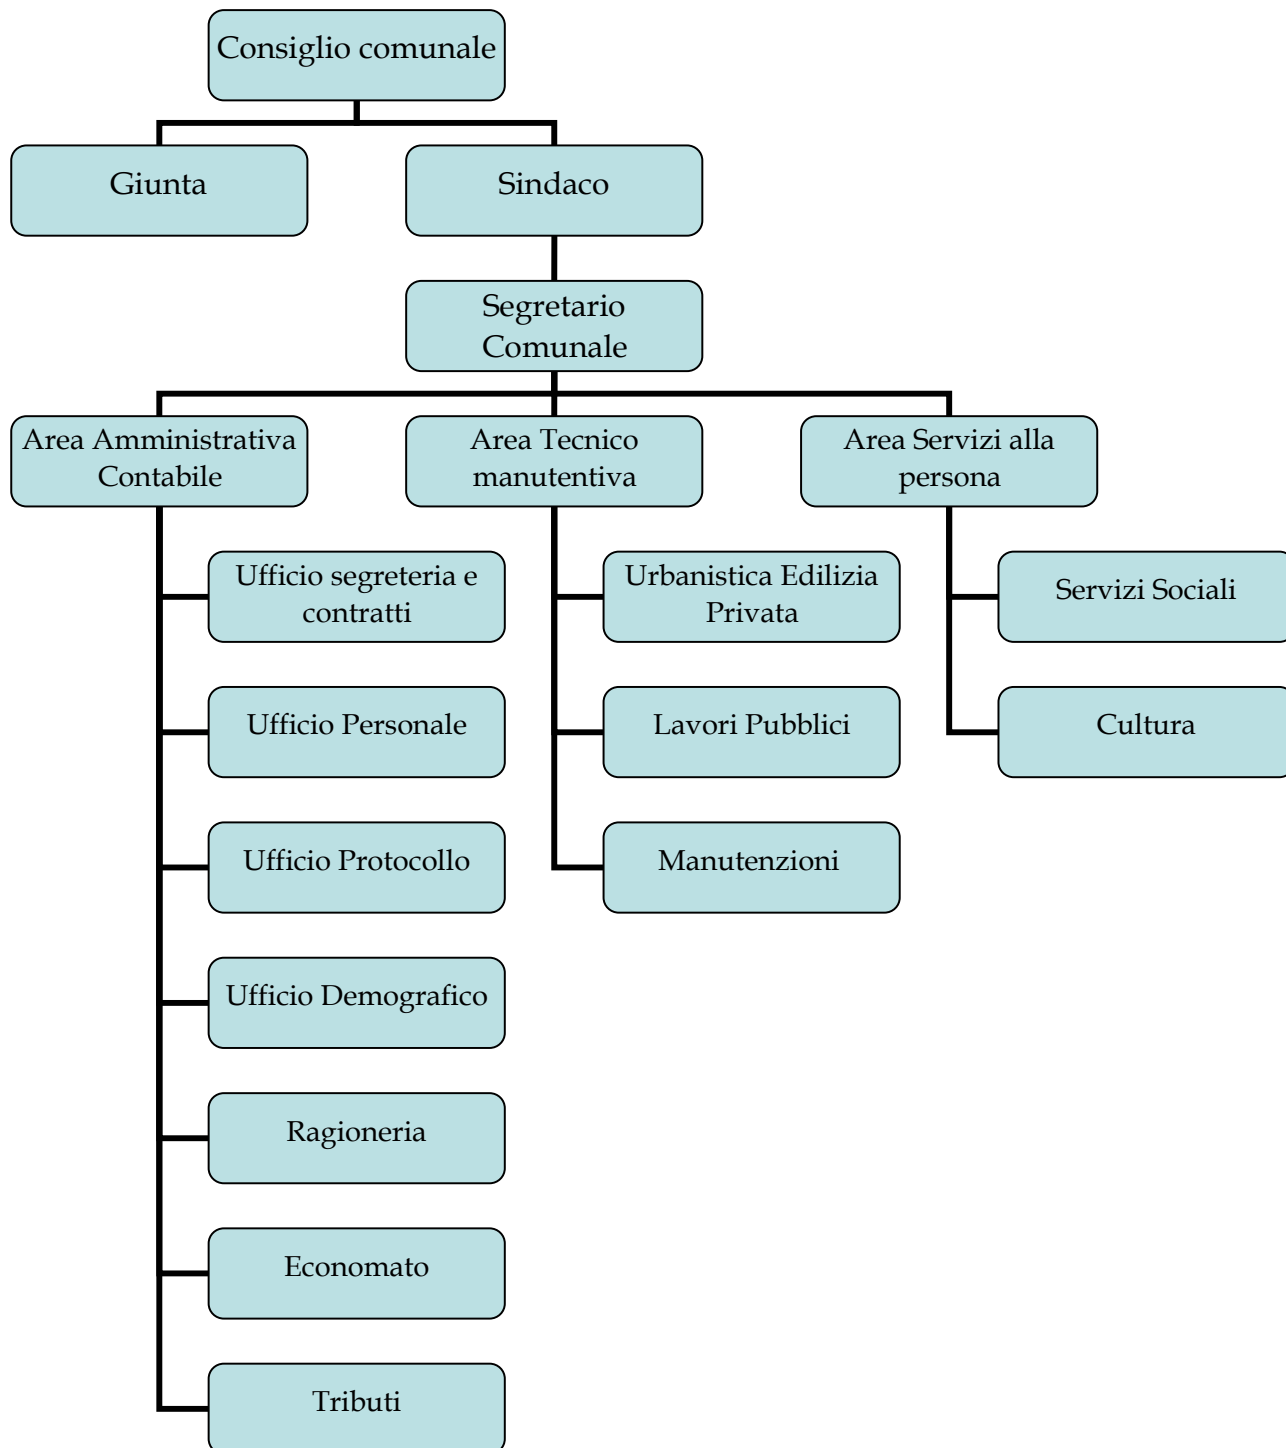 Consiglio comunale
Giunta
Sindaco
Segretario
Comunale
Area Amministrativa
Contabile
Area Tecnico
manutentiva
Area Servizi alla
persona
Ufficio segreteria e
contratti
Urbanistica Edilizia
Privata
Servizi Sociali
Ufficio Personale
Lavori Pubblici
Cultura
Ufficio Protocollo
Manutenzioni
Ufficio Demografico
Ragioneria
Economato
Tributi